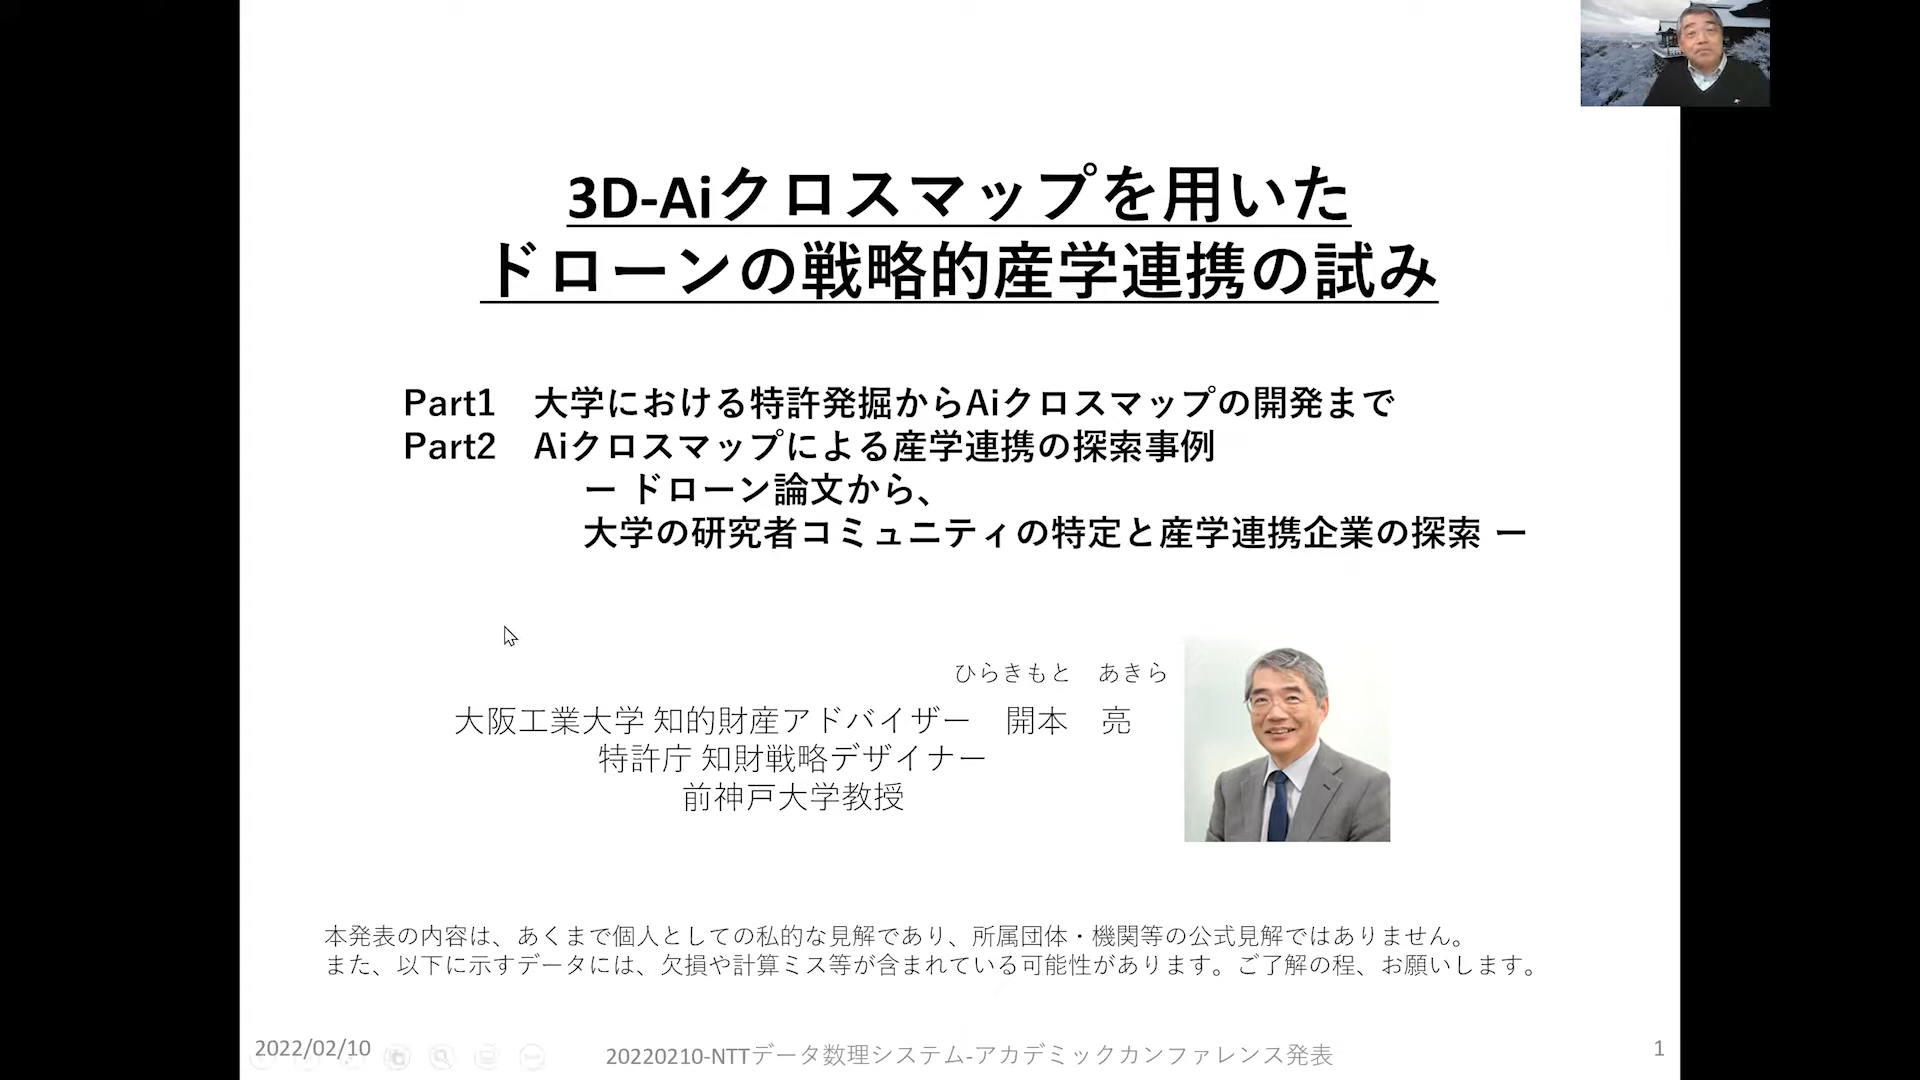 3D-Aiクロスマップを用いた
ドローンの戦略的産学連携の試み
Part1　大学における特許発掘からAiクロスマップの開発まで
Part2　Aiクロスマップによる産学連携の探索事例
ー ドローン論文から、
大学の研究者コミュニティの特定と産学連携企業の探索 ー
ひらきもと　あきら
大阪工業大学 知的財産アドバイザー　開本　亮
特許庁 知財戦略デザイナー
前神戸大学教授
本発表の内容は、あくまで個人としての私的な見解であり、所属団体・機関等の公式見解ではありません。
また、以下に示すデータには、欠損や計算ミス等が含まれている可能性があります。ご了解の程、お願いします。
2022/02/10
20220210-NTTデータ数理システム-アカデミックカンファレンス発表
1